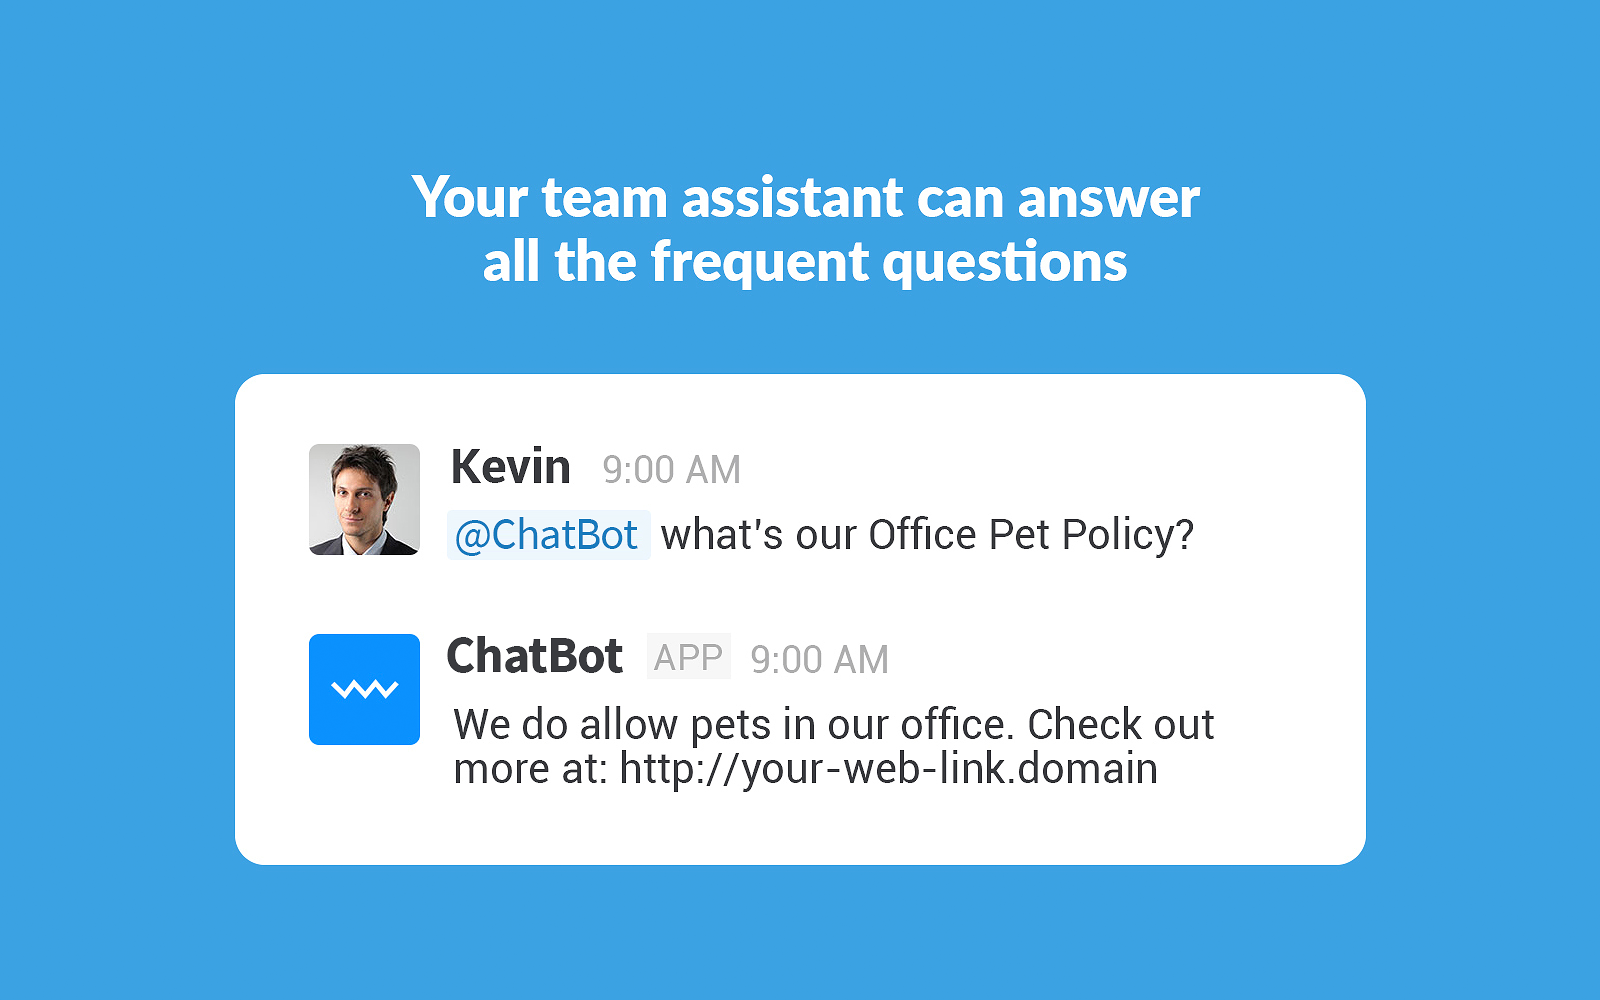 Your team assistant can answer
all the frequent questions
Kevin 9:00 AM
@ChatBot what's our Office Pet Policy?
ChatBot APP 9:00 AM
We do allow pets in our office. Check out
more at: http://your-web-link.domain